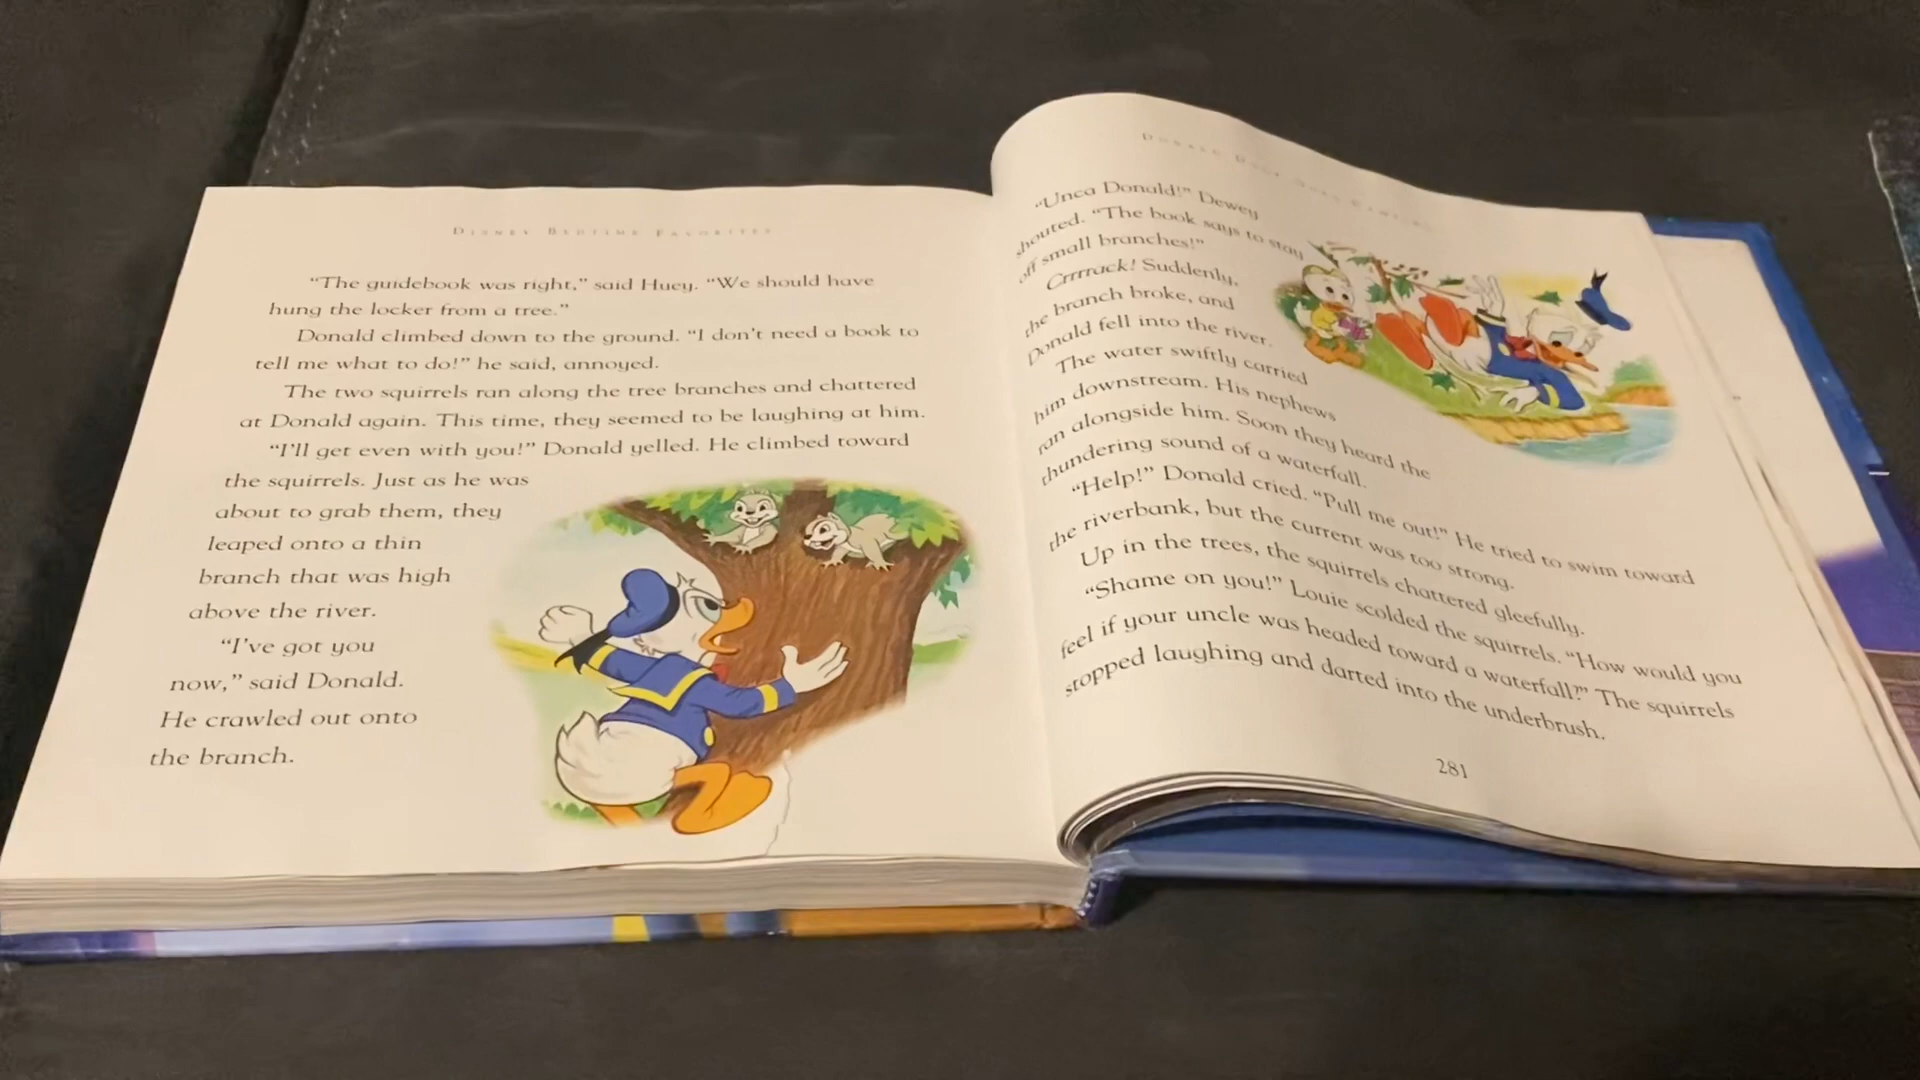 DISNEY BEDTIME FAVORITES
“The guidebook was right,” said Huey. “We should have
hung the locker from a tree.”
Donald climbed down to the ground. “I don’t need a book to
tell me what to do!” he said, annoyed.
The two squirrels ran along the tree branches and chattered
at Donald again. This time, they seemed to be laughing at him.
“I’ll get even with you!” Donald yelled. He climbed toward
the squirrels. Just as he was
about to grab them, they
leaped onto a thin
branch that was high
above the river.
“I’ve got you
now,” said Donald.
He crawled out onto
the branch.
DONALD DUCK GOES CAMPING
“Unca Donald!” Dewey
shouted. “The book says to stay
off small branches!”
Crrrrack! Suddenly,
the branch broke, and
Donald fell into the river.
The water swiftly carried
him downstream. His nephews
ran alongside him. Soon they heard the
thundering sound of a waterfall.
“Help!” Donald cried. “Pull me out!” He tried to swim toward
the riverbank, but the current was too strong.
Up in the trees, the squirrels chattered gleefully.
“Shame on you!” Louie scolded the squirrels. “How would you
feel if your uncle was headed toward a waterfall?” The squirrels
stopped laughing and darted into the underbrush.
281